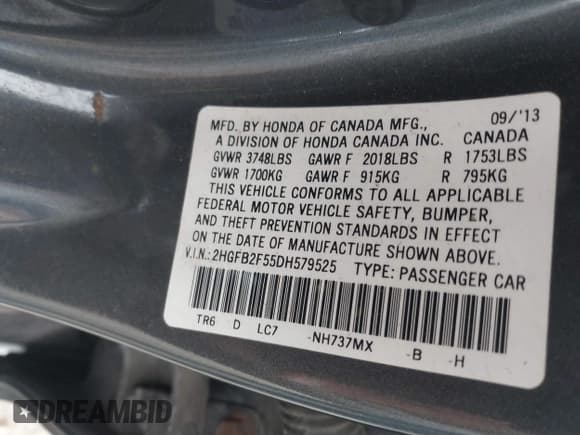 09/'13
MFD. BY HONDA OF CANADA MFG.,
A DIVISION OF HONDA CANADA INC. CANADA
GVWR 3748LBS GAWR F 2018LBS R 1753LBS
GVWR 1700KG GAWR F 915KG R 795KG
THIS VEHICLE CONFORMS TO ALL APPLICABLE
FEDERAL MOTOR VEHICLE SAFETY, BUMPER,
AND THEFT PREVENTION STANDARDS IN EFFECT
ON THE DATE OF MANUFACTURE SHOWN ABOVE.
V.I.N.: 2HGFB2F55DH579525 TYPE: PASSENGER CAR
TR6 D LC7 -NH737MX -B -H
DREAMBID